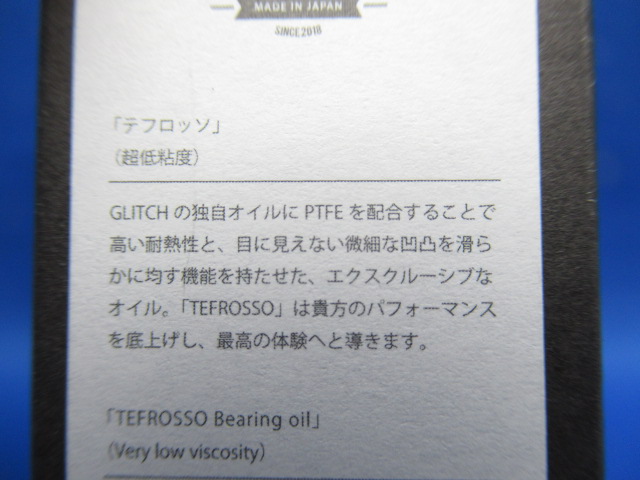 MADE IN JAPAN
SINCE2018
「テフロッソ」
（超低粘度）
GLITCH の独自オイルに PTFE を配合することで
高い耐熱性と、目に見えない微細な凹凸を滑ら
かに均す機能を持たせた、エクスクルーシブな
オイル。「TEFROSSO」は貴方のパフォーマンス
を底上げし、最高の体験へと導きます。
「TEFROSSO Bearing oil」
（Very low viscosity）